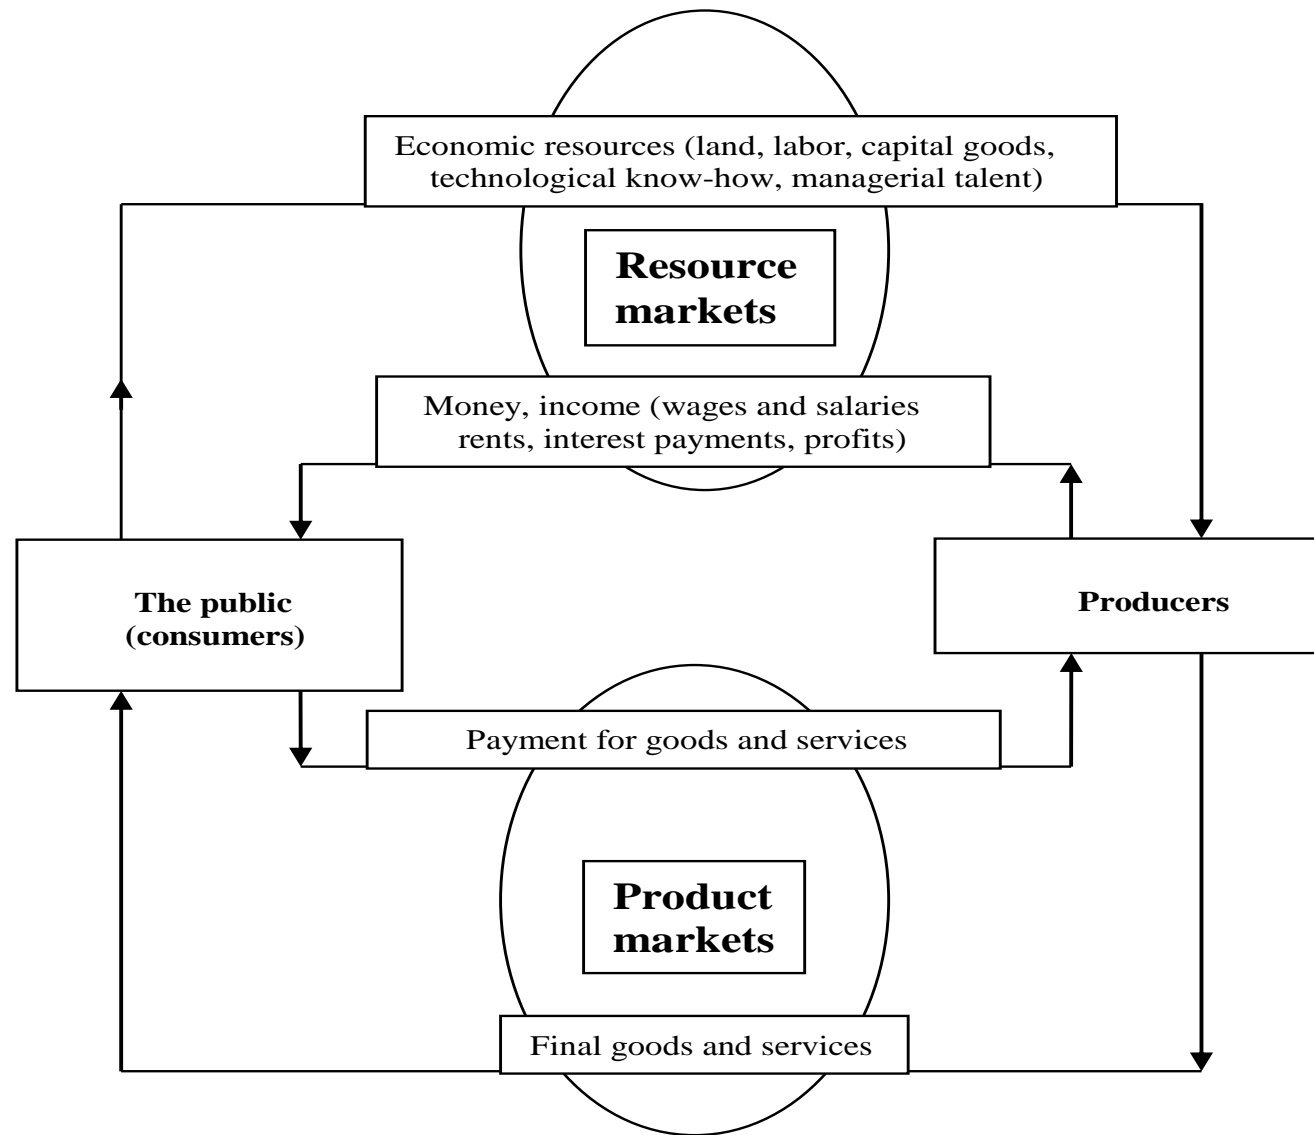 Economic resources (land, labor, capital goods,
technological know-how, managerial talent)
Resource
markets
Money, income (wages and salaries
rents, interest payments, profits)
The public
(consumers)
Producers
Payment for goods and services
Product
markets
Final goods and services